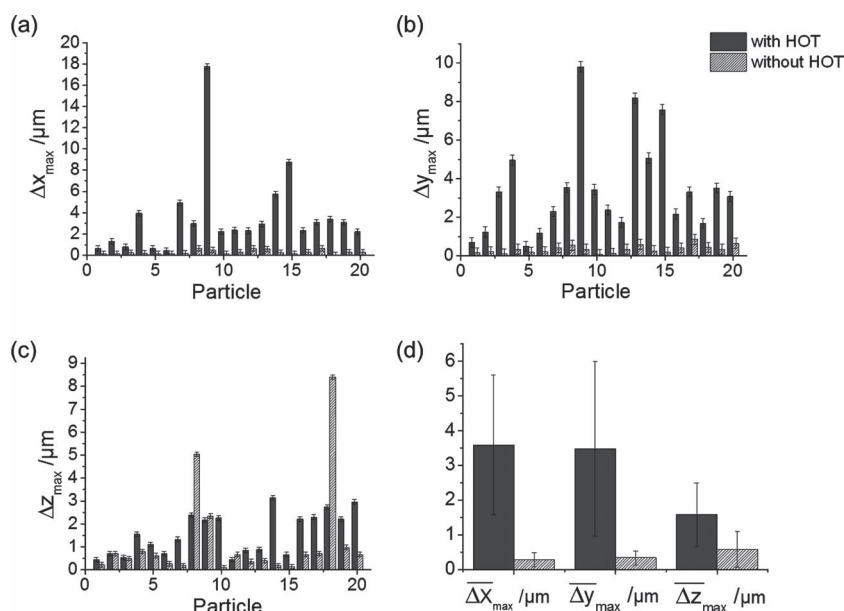 (a)
Δx_max /μm
20
18
16
14
12
10
8
6
4
2
0
0 5 10 15 20
Particle
(b)
with HOT
without HOT
Δy_max /μm
10
8
6
4
2
0
0 5 10 15 20
Particle
(c)
Δz_max /μm
9
8
7
6
5
4
3
2
1
0
0 5 10 15 20
Particle
(d)
6
5
4
3
2
1
0
Δx_max /μm Δy_max /μm Δz_max /μm